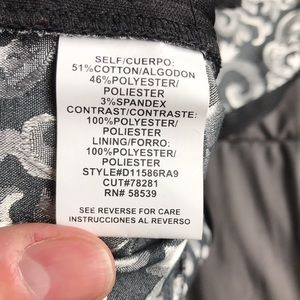 SELF/CUERPO:
51%COTTON/ALGODON
46%POLYESTER/
POLIESTER
3%SPANDEX
CONTRAST/CONTRASTE:
100%POLYESTER/
POLIESTER
LINING/FORRO:
100%POLYESTER/
POLIESTER
STYLE#D11586RA9
CUT#78281
RN# 58539
SEE REVERSE FOR CARE
INSTRUCCIONES AL REVERSO